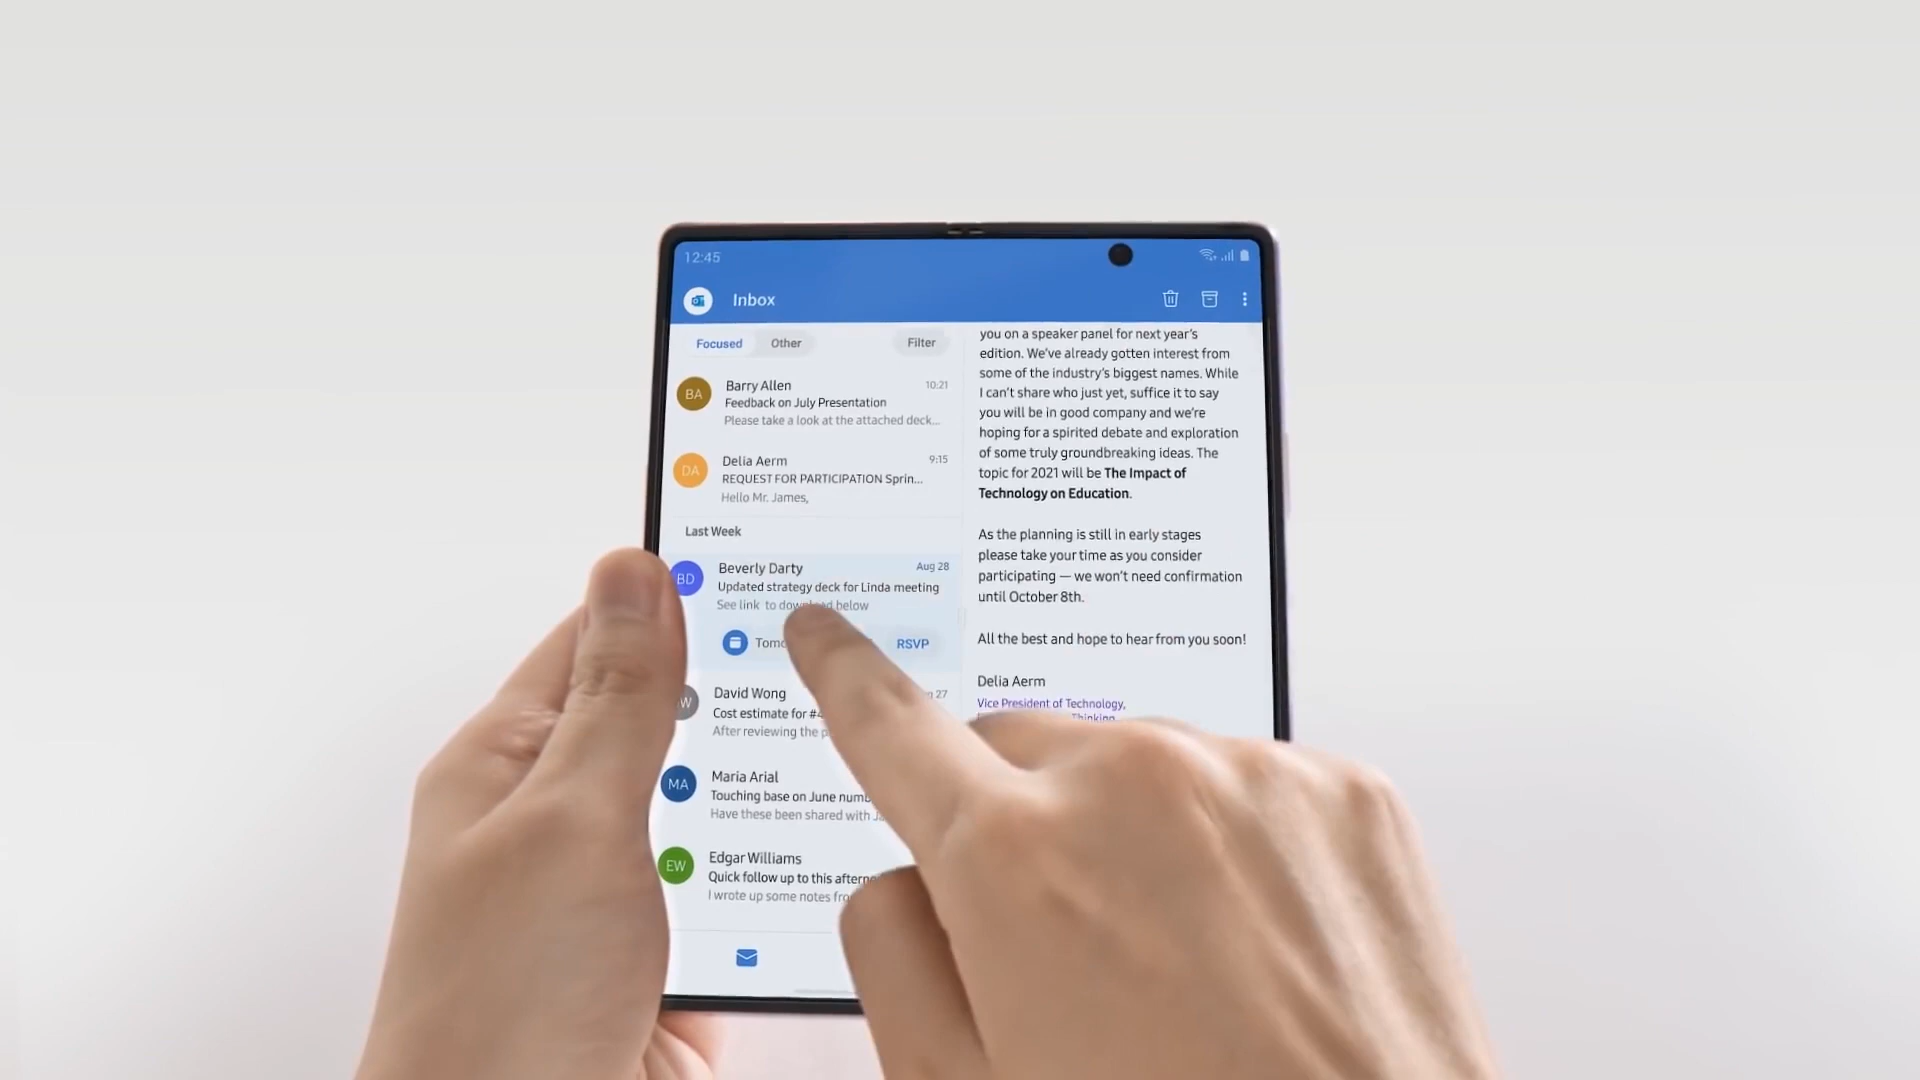 12:45
Inbox
Focused
Other
Filter
BA
Barry Allen
10:21
Feedback on July Presentation
Please take a look at the attached deck...
DA
Delia Aerm
9:15
REQUEST FOR PARTICIPATION Sprin...
Hello Mr. James,
Last Week
BD
Beverly Darty
Aug 28
Updated strategy deck for Linda meeting
See link to download below
RSVP
W
David Wong
27
Cost estimate for
After reviewing the
MA
Maria Arial
Touching base on June
Have these been shared with
EW
Edgar Williams
Quick follow up to this
I wrote up some notes
you on a speaker panel for next year's
edition. We've already gotten interest from
some of the industry's biggest names. While
I can't share who just yet, suffice it to say
you will be in good company and we're
hoping for a spirited debate and exploration
of some truly groundbreaking ideas. The
topic for 2021 will be The Impact of
Technology on Education.
As the planning is still in early stages
please take your time as you consider
participating — we won't need confirmation
until October 8th.
All the best and hope to hear from you soon!
Delia Aerm
Vice President of Technology,
Thinking